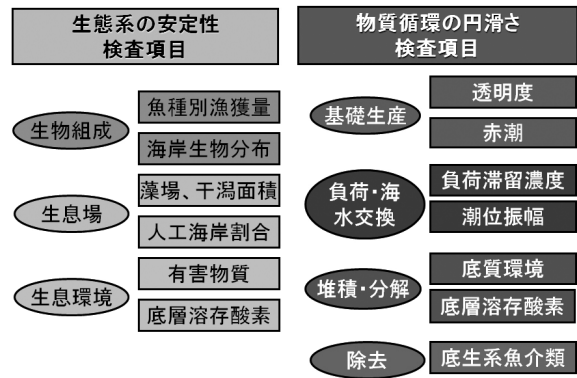 生態系の安定性
検査項目
生物組成
魚種別漁獲量
海岸生物分布
生息場
藻場、干潟面積
人工海岸割合
生息環境
有害物質
底層溶存酸素
物質循環の円滑さ
検査項目
基礎生産
透明度
赤潮
負荷・海
水交換
負荷滞留濃度
潮位振幅
堆積・分解
底質環境
底層溶存酸素
除去
底生系魚介類